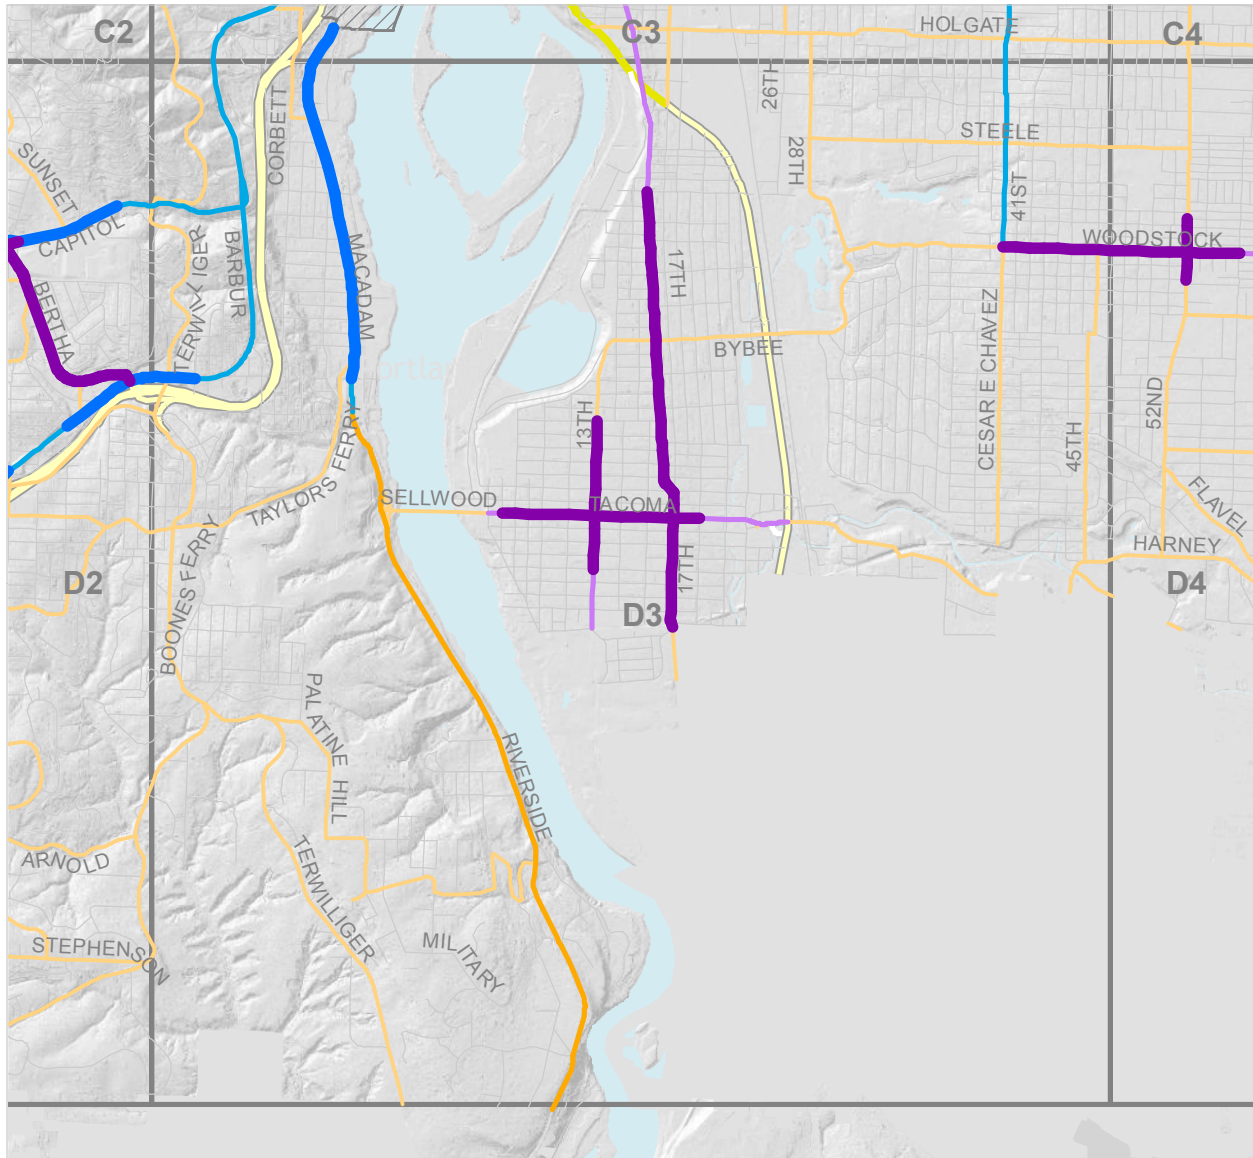 C2
C3
C4
HOLGATE
CORBETT
26TH
STEELE
28TH
SUNSET
41ST
CAPITOL
WOODSTOCK
TERWILLIGER
BARBUR
MACADAM
17TH
BERTHA
BYBEE
CESAR E CHAVEZ
Portland
52ND
13TH
45TH
TAYLORS FERRY
SELLWOOD
TACOMA
FLAVEL
BOONES FERRY
HARNEY
D2
17TH
D3
D4
PALATINE HILL
RIVERSIDE
ARNOLD
TERWILLIGER
STEPHENSON
MILITARY